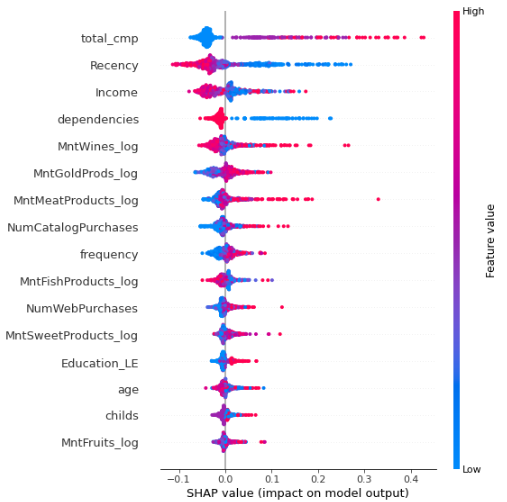 High
total_cmp
Recency
Income
dependencies
MntWines_log
MntGoldProds_log
MntMeatProducts_log
NumCatalogPurchases
frequency
MntFishProducts_log
NumWebPurchases
MntSweetProducts_log
Education_LE
age
childs
MntFruits_log
Feature value
Low
−0.1 0.0 0.1 0.2 0.3 0.4
SHAP value (impact on model output)